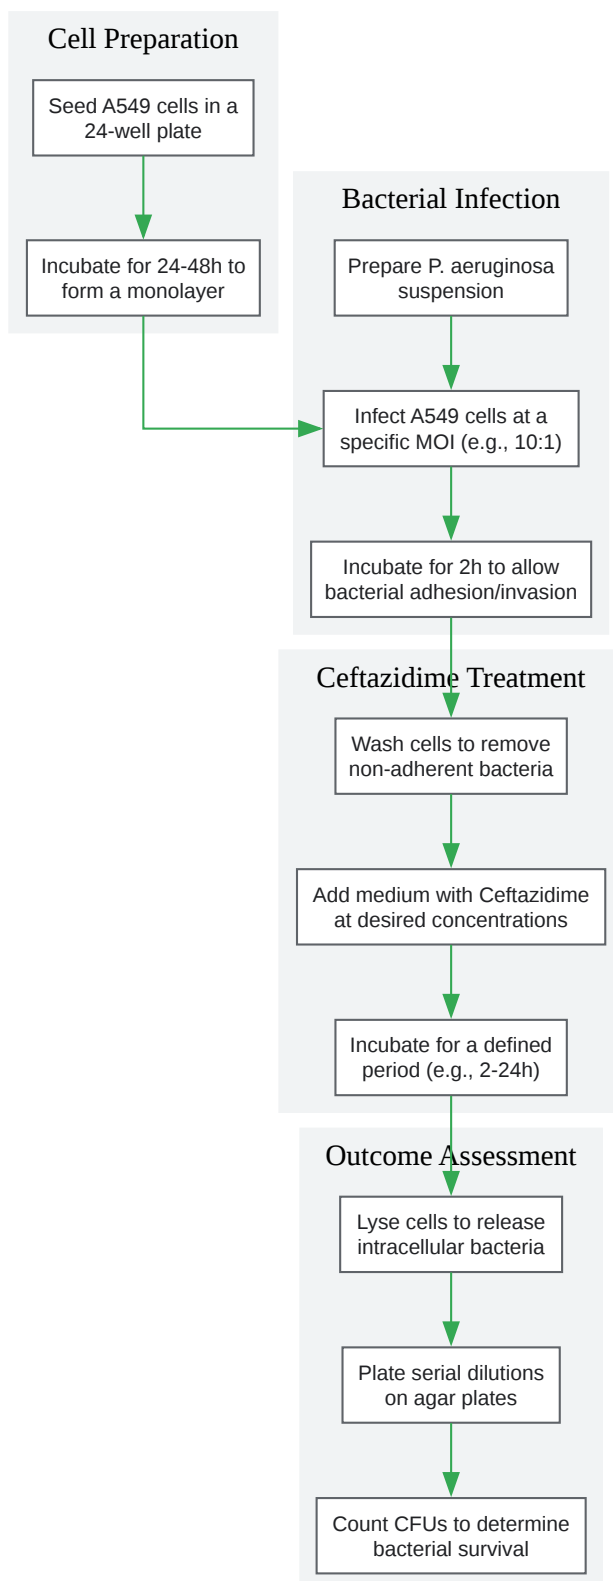 Cell Preparation
Seed A549 cells in a
24-well plate
Incubate for 24-48h to
form a monolayer
Bacterial Infection
Prepare P. aeruginosa
suspension
Infect A549 cells at a
specific MOI (e.g., 10:1)
Incubate for 2h to allow
bacterial adhesion/invasion
Ceftazidime Treatment
Wash cells to remove
non-adherent bacteria
Add medium with Ceftazidime
at desired concentrations
Incubate for a defined
period (e.g., 2-24h)
Outcome Assessment
Lyse cells to release
intracellular bacteria
Plate serial dilutions
on agar plates
Count CFUs to determine
bacterial survival